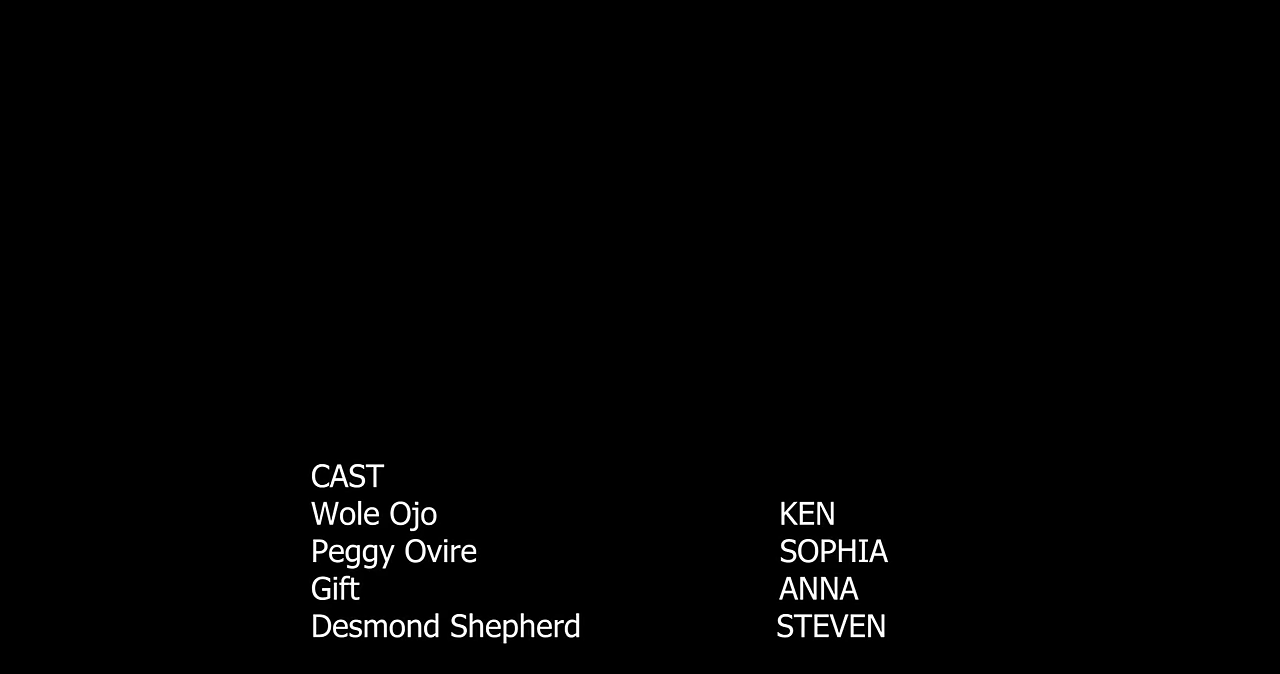 CAST
Wole Ojo KEN
Peggy Ovire SOPHIA
Gift ANNA
Desmond Shepherd STEVEN